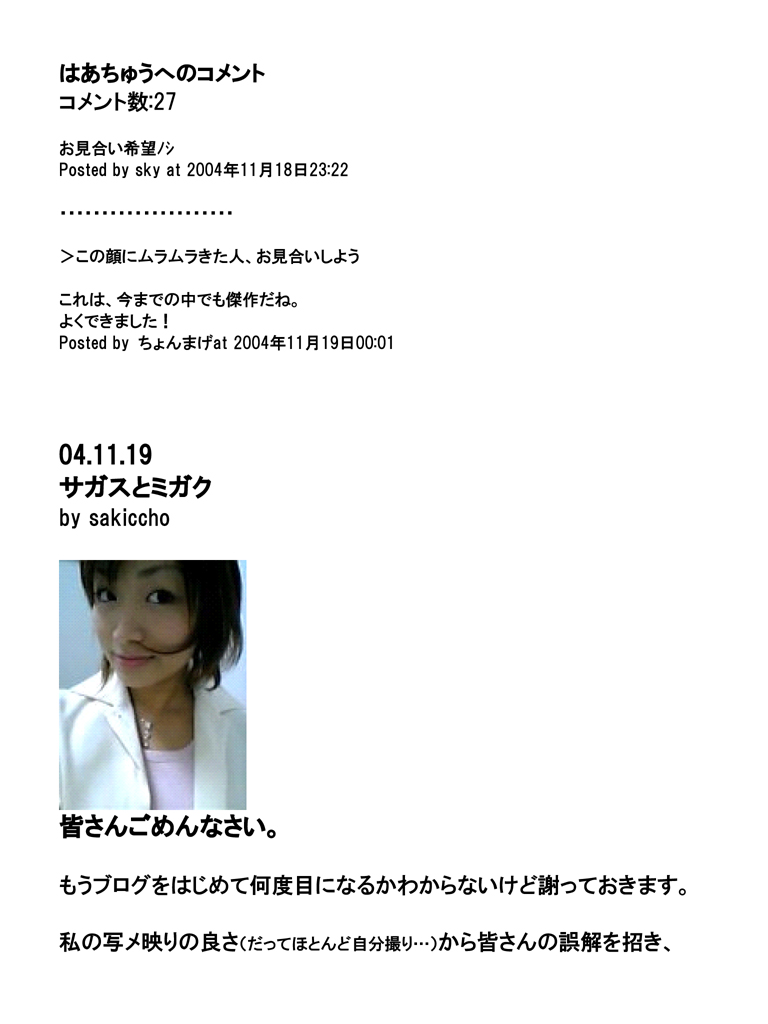 はあちゅうへのコメント
コメント数:27
お見合い希望ﾉｼ
Posted by sky at 2004年11月18日23:22
・・・・・・・・・・・・・・・・・・・・・
＞この顔にムラムラきた人、お見合いしよう
これは、今までの中でも傑作だね。
よくできました！
Posted by ちょんまげat 2004年11月19日00:01
04.11.19
サガスとミガク
by sakiccho
皆さんごめんなさい。
もうブログをはじめて何度目になるかわからないけど謝っておきます。
私の写メ映りの良さ（だってほとんど自分撮り…）から皆さんの誤解を招き、